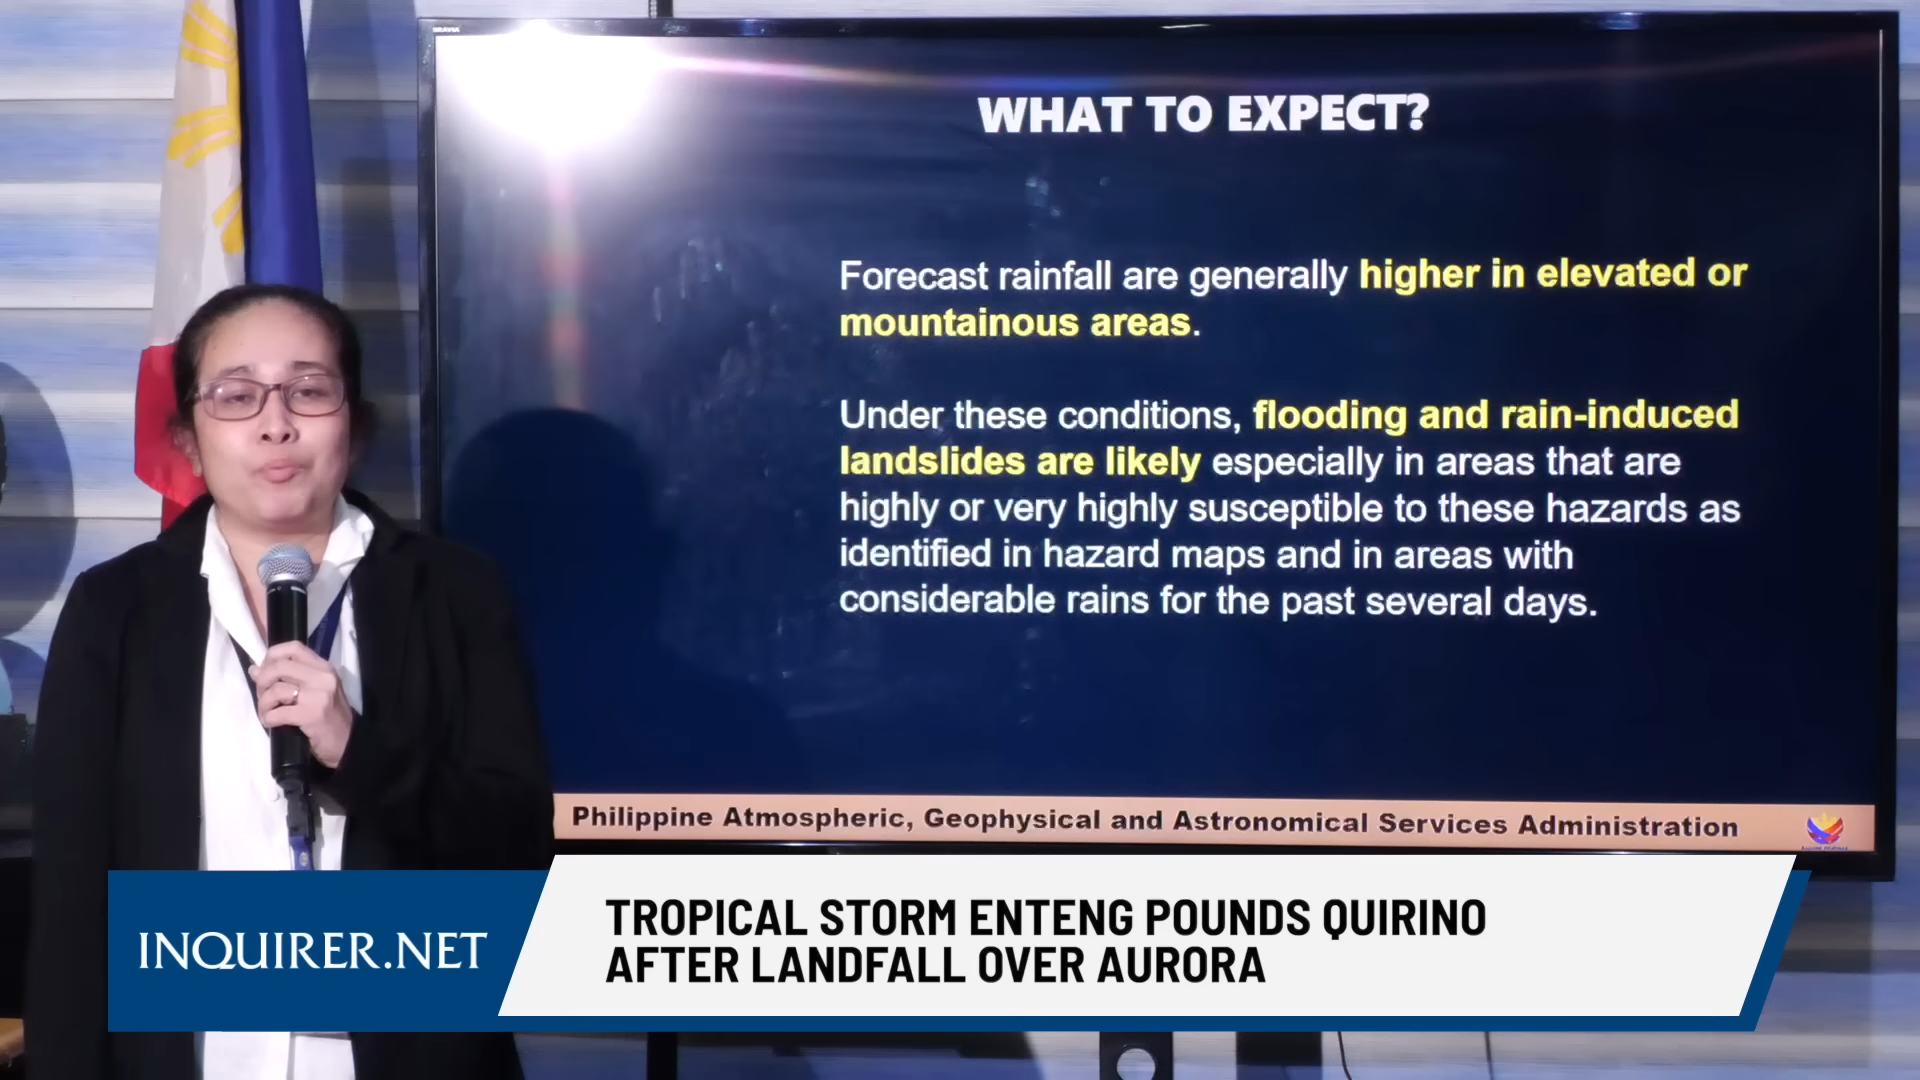 BRAVIA
WHAT TO EXPECT?
Forecast rainfall are generally higher in elevated or
mountainous areas.
Under these conditions, flooding and rain-induced
landslides are likely especially in areas that are
highly or very highly susceptible to these hazards as
identified in hazard maps and in areas with
considerable rains for the past several days.
Philippine Atmospheric, Geophysical and Astronomical Services Administration
INQUIRER.NET
TROPICAL STORM ENTENG POUNDS QUIRINO
AFTER LANDFALL OVER AURORA